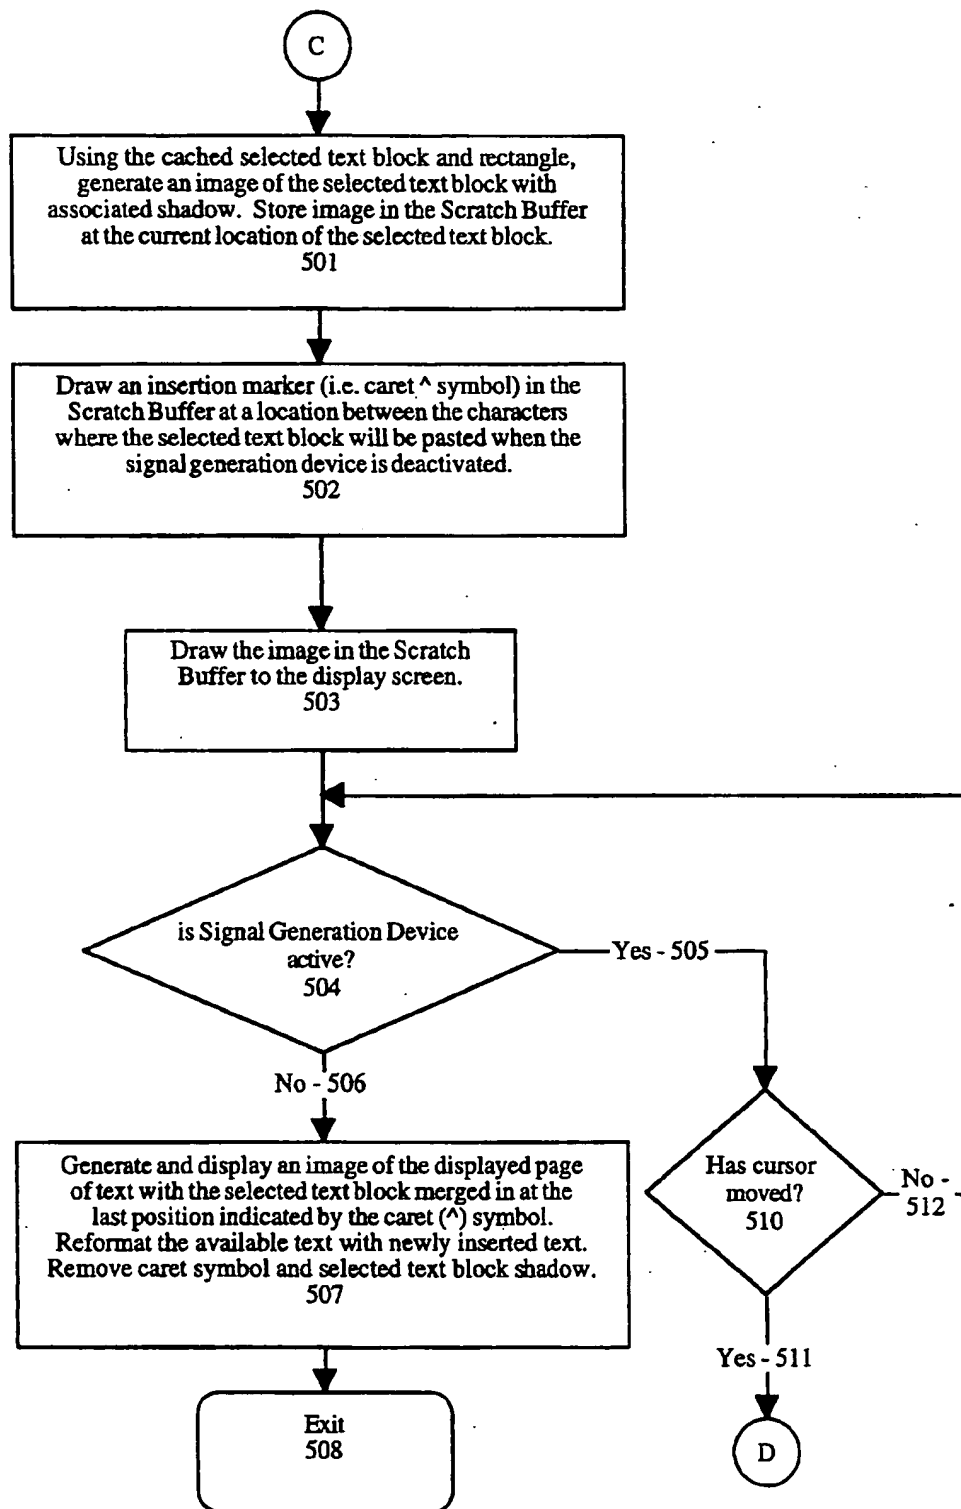 C
Using the cached selected text block and rectangle,
generate an image of the selected text block with
associated shadow. Store image in the Scratch Buffer
at the current location of the selected text block.
501
Draw an insertion marker (i.e. caret ^ symbol) in the
Scratch Buffer at a location between the characters
where the selected text block will be pasted when the
signal generation device is deactivated.
502
Draw the image in the Scratch
Buffer to the display screen.
503
is Signal Generation Device
active?
504
Yes - 505
No - 506
Generate and display an image of the displayed page
of text with the selected text block merged in at the
last position indicated by the caret (^) symbol.
Reformat the available text with newly inserted text.
Remove caret symbol and selected text block shadow.
507
Has cursor
moved?
510
No -
512
Yes - 511
Exit
508
D